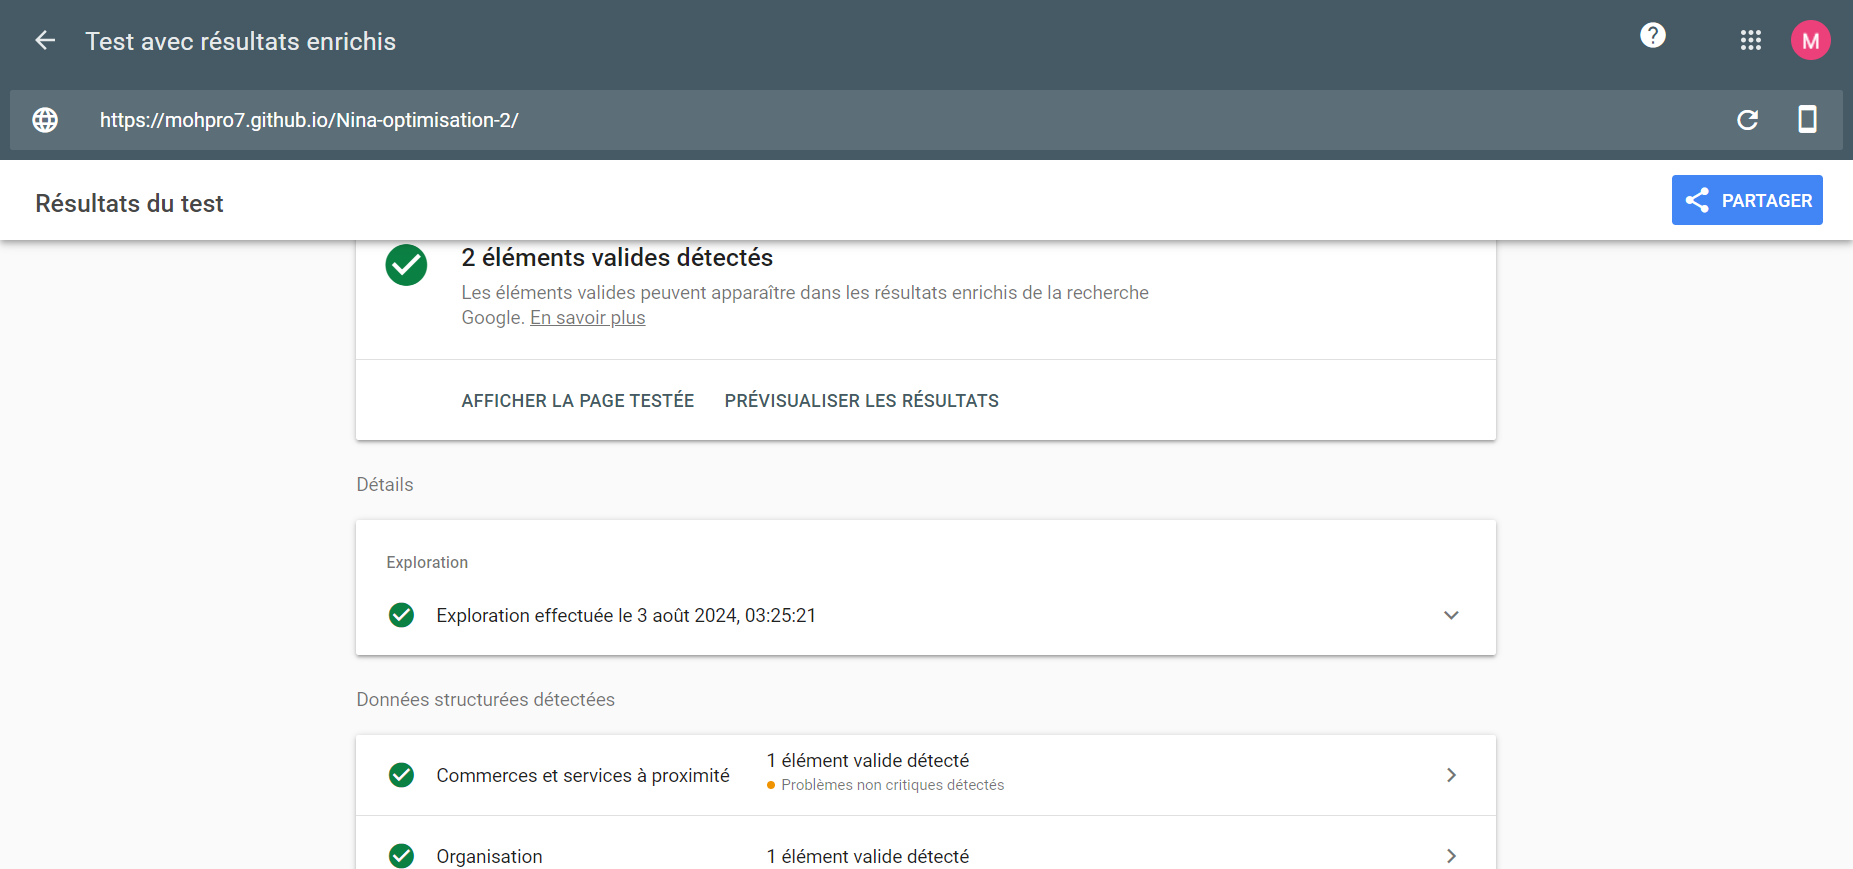 Test avec résultats enrichis
?
M
https://mohpro7.github.io/Nina-optimisation-2/
Résultats du test
PARTAGER
2 éléments valides détectés
Les éléments valides peuvent apparaître dans les résultats enrichis de la recherche
Google. En savoir plus
AFFICHER LA PAGE TESTÉE PRÉVISUALISER LES RÉSULTATS
Détails
Exploration
Exploration effectuée le 3 août 2024, 03:25:21
Données structurées détectées
Commerces et services à proximité
1 élément valide détecté
Problèmes non critiques détectés
Organisation
1 élément valide détecté